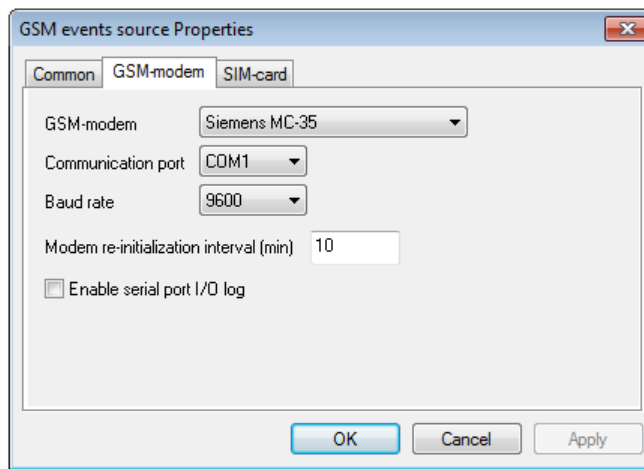 GSM events source Properties
Common GSM-modem SIM-card
GSM-modem Siemens MC-35
Communication port COM1
Baud rate 9600
Modem re-initialization interval (min) 10
Enable serial port I/O log
OK Cancel Apply